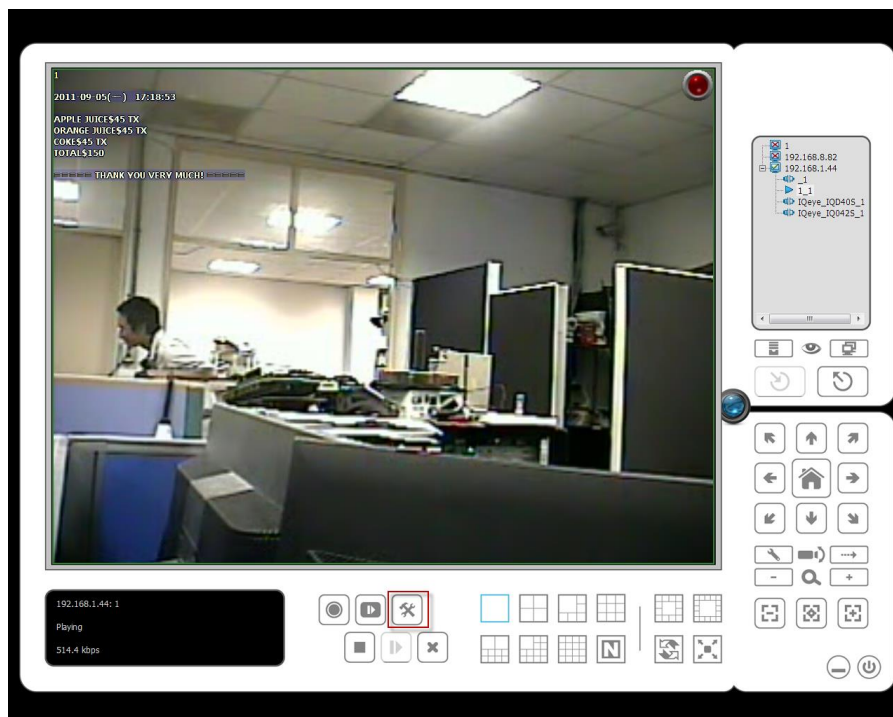 1
2011-09-05(一) 17:18:53
APPLE JUICE$45 TX
ORANGE JUICE$45 TX
COKE$45 TX
TOTAL$150
===== THANK YOU VERY MUCH! =====
1
192.168.8.82
192.168.1.44
_1
1_1
IQeye_IQD40S_1
IQeye_IQ042S_1
192.168.44: 1
Playing
514.4 kbps
N